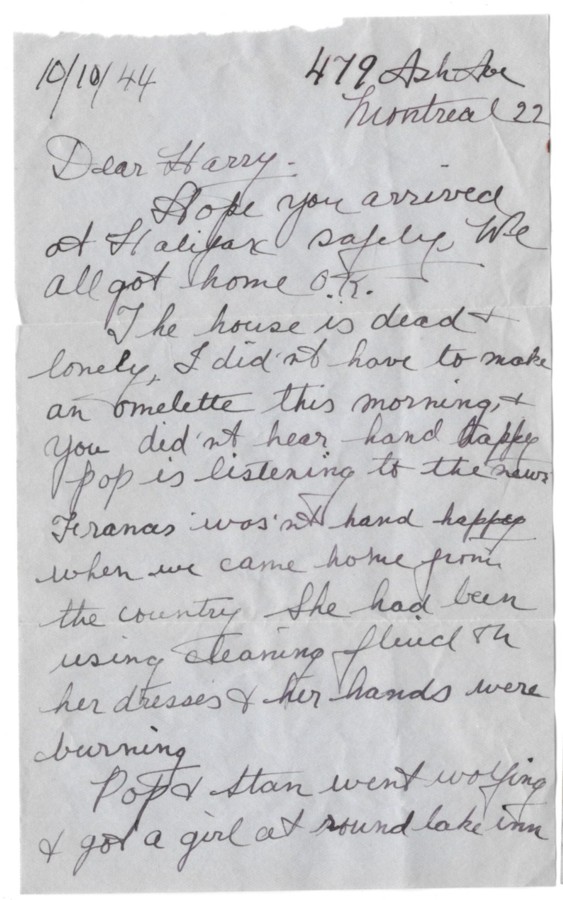 10/10/44 479 Ash Ave
Montreal 22
Dear Harry.
Hope you arrived
at Halifax safely. We
all got home O.K.
The house is dead &
lonely, I did'nt have to make
an omelette this morning, &
you did'nt hear hand happy
Pop is listening to the news
Frances was'nt hand happy
when we came home from
the country She had been
using cleaning fluid on
her dresses & her hands were
burning
Pop & Stan went wolfing
& got a girl at round lake inn